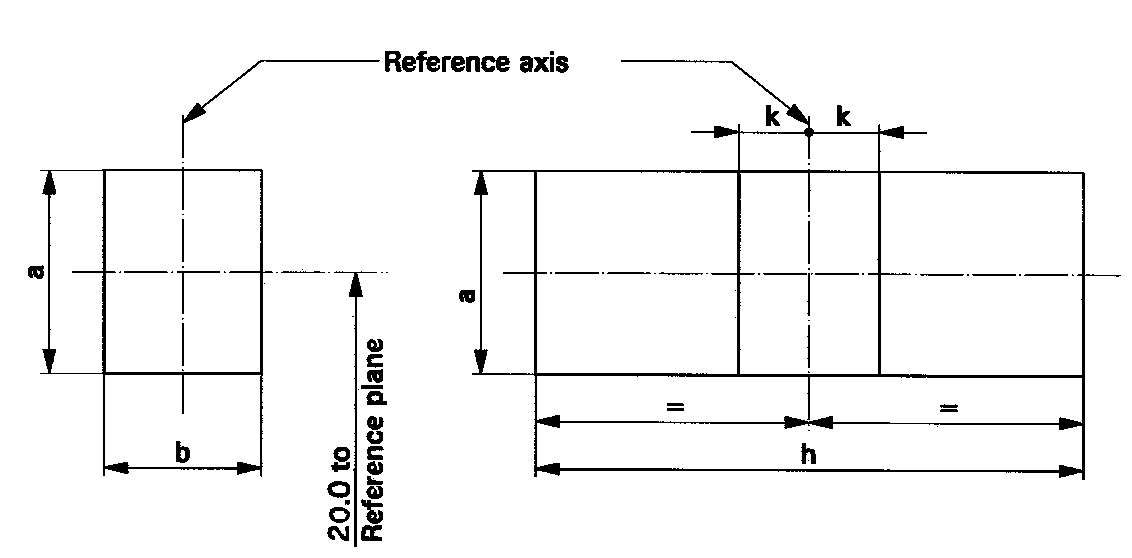 Reference axis
k k
a
a
20.0 to
Reference plane
= =
b
h